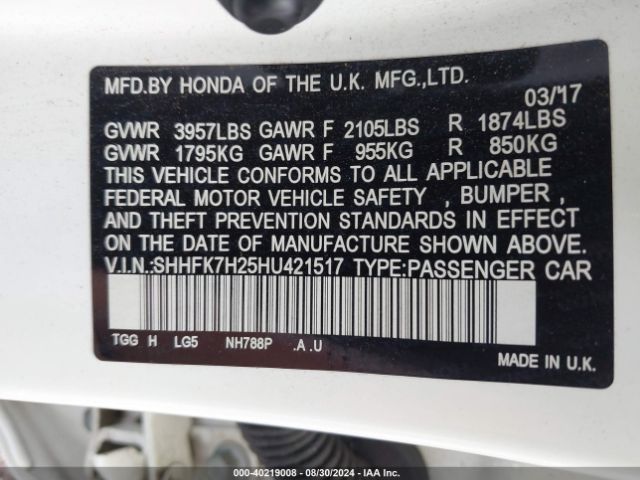 MFD.BY HONDA OF THE U.K. MFG.,LTD.
03/'17
GVWR 3957LBS GAWR F 2105LBS R 1874LBS
GVWR 1795KG GAWR F 955KG R 850KG
THIS VEHICLE CONFORMS TO ALL APPLICABLE
FEDERAL MOTOR VEHICLE SAFETY , BUMPER ,
AND THEFT PREVENTION STANDARDS IN EFFECT
ON THE DATE OF MANUFACTURE SHOWN ABOVE.
V.I.N.:SHHFK7H25HU421517 TYPE:PASSENGER CAR
TGG H LG5 NH788P .A .U
MADE IN U.K.
000-40219008 - 08/30/2024 - IAA Inc.